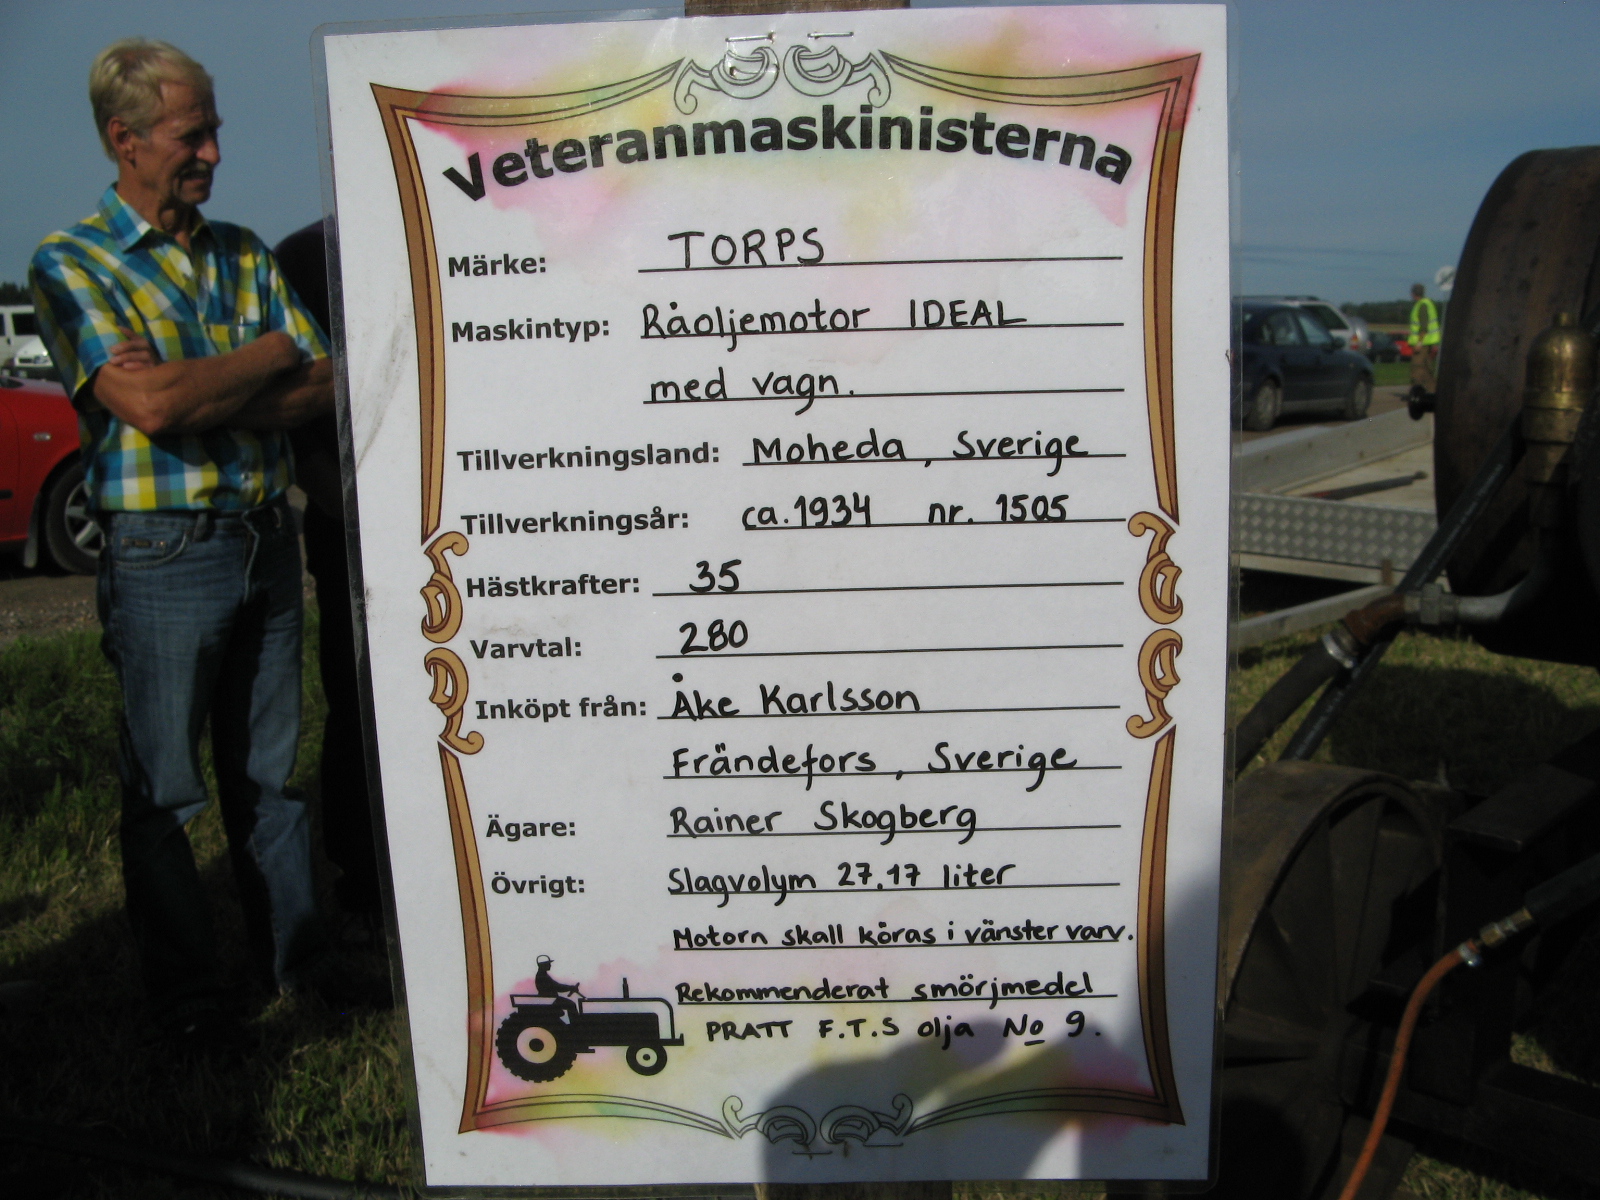 Veteranmaskinisterna
Märke: TORPS
Maskintyp: Råoljemotor IDEAL
med vagn.
Tillverkningsland: Moheda, Sverige
Tillverkningsår: ca.1934 nr. 1505
Hästkrafter: 35
Varvtal: 280
Inköpt från: Åke Karlsson
Frändefors, Sverige
Ägare: Rainer Skogberg
Övrigt: Slagvolym 27.17 liter
Motorn skall köras i vänster varv.
Rekommenderat smörjmedel
PRATT F.T.S olja No 9.